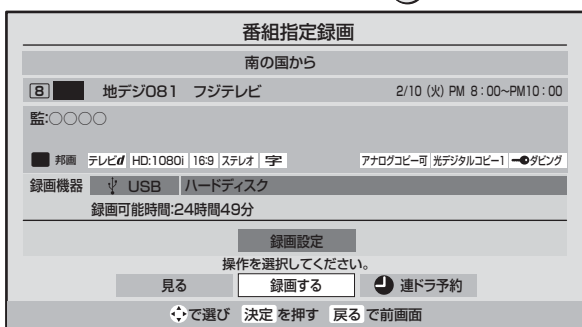 番組指定録画
南の国から
8 地デジ081 フジテレビ 2/10 (火) PM 8:00~PM10:00
監:○○○○
邦画 テレビd HD:1080i 16:9 ステレオ 字 アナログコピー可 光デジタルコピー1 ダビング
録画機器 USB ハードディスク
録画可能時間:24時間49分
録画設定
操作を選択してください。
見る 録画する 連ドラ予約
で選び 決定 を押す 戻る で前画面